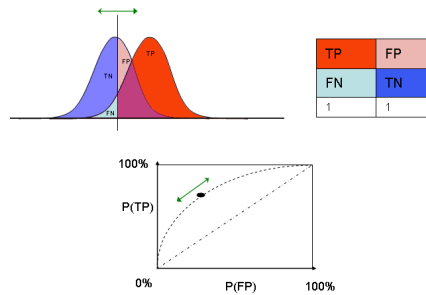 FP
TP
TN
FN
TP FP
FN TN
1 1
100%
P(TP)
0%
P(FP)
100%